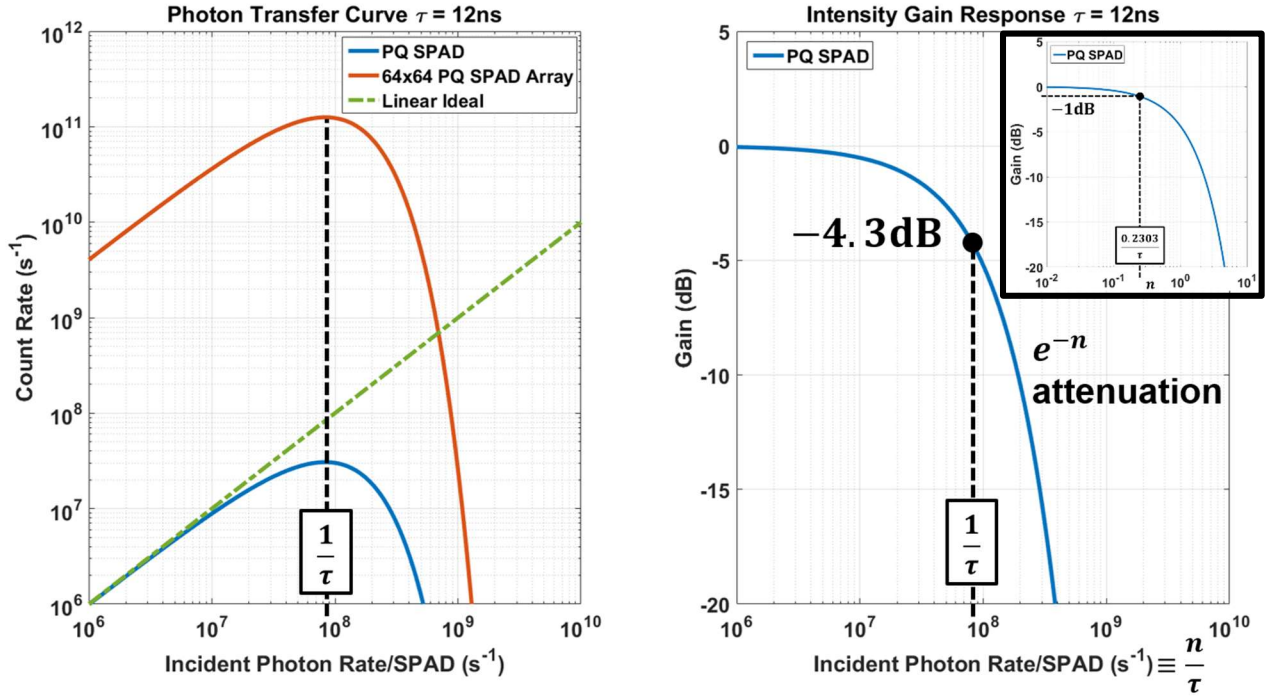 Photon Transfer Curve τ = 12ns
10^12
10^11
10^10
10^9
10^8
10^7
10^6
Count Rate (s^-1)
PQ SPAD
64x64 PQ SPAD Array
Linear Ideal
1/τ
10^6 10^7 10^8 10^9 10^10
Incident Photon Rate/SPAD (s^-1)
Intensity Gain Response τ = 12ns
5
0
-5
-10
-15
-20
Gain (dB)
PQ SPAD
−4.3dB
e^−n
attenuation
1/τ
10^6 10^7 10^8 10^9 10^10
Incident Photon Rate/SPAD (s^-1) ≡ n/τ
5
0
-5
-10
-15
-20
Gain (dB)
PQ SPAD
−1dB
0.2303/τ
10^-2 10^-1 n 10^0 10^1